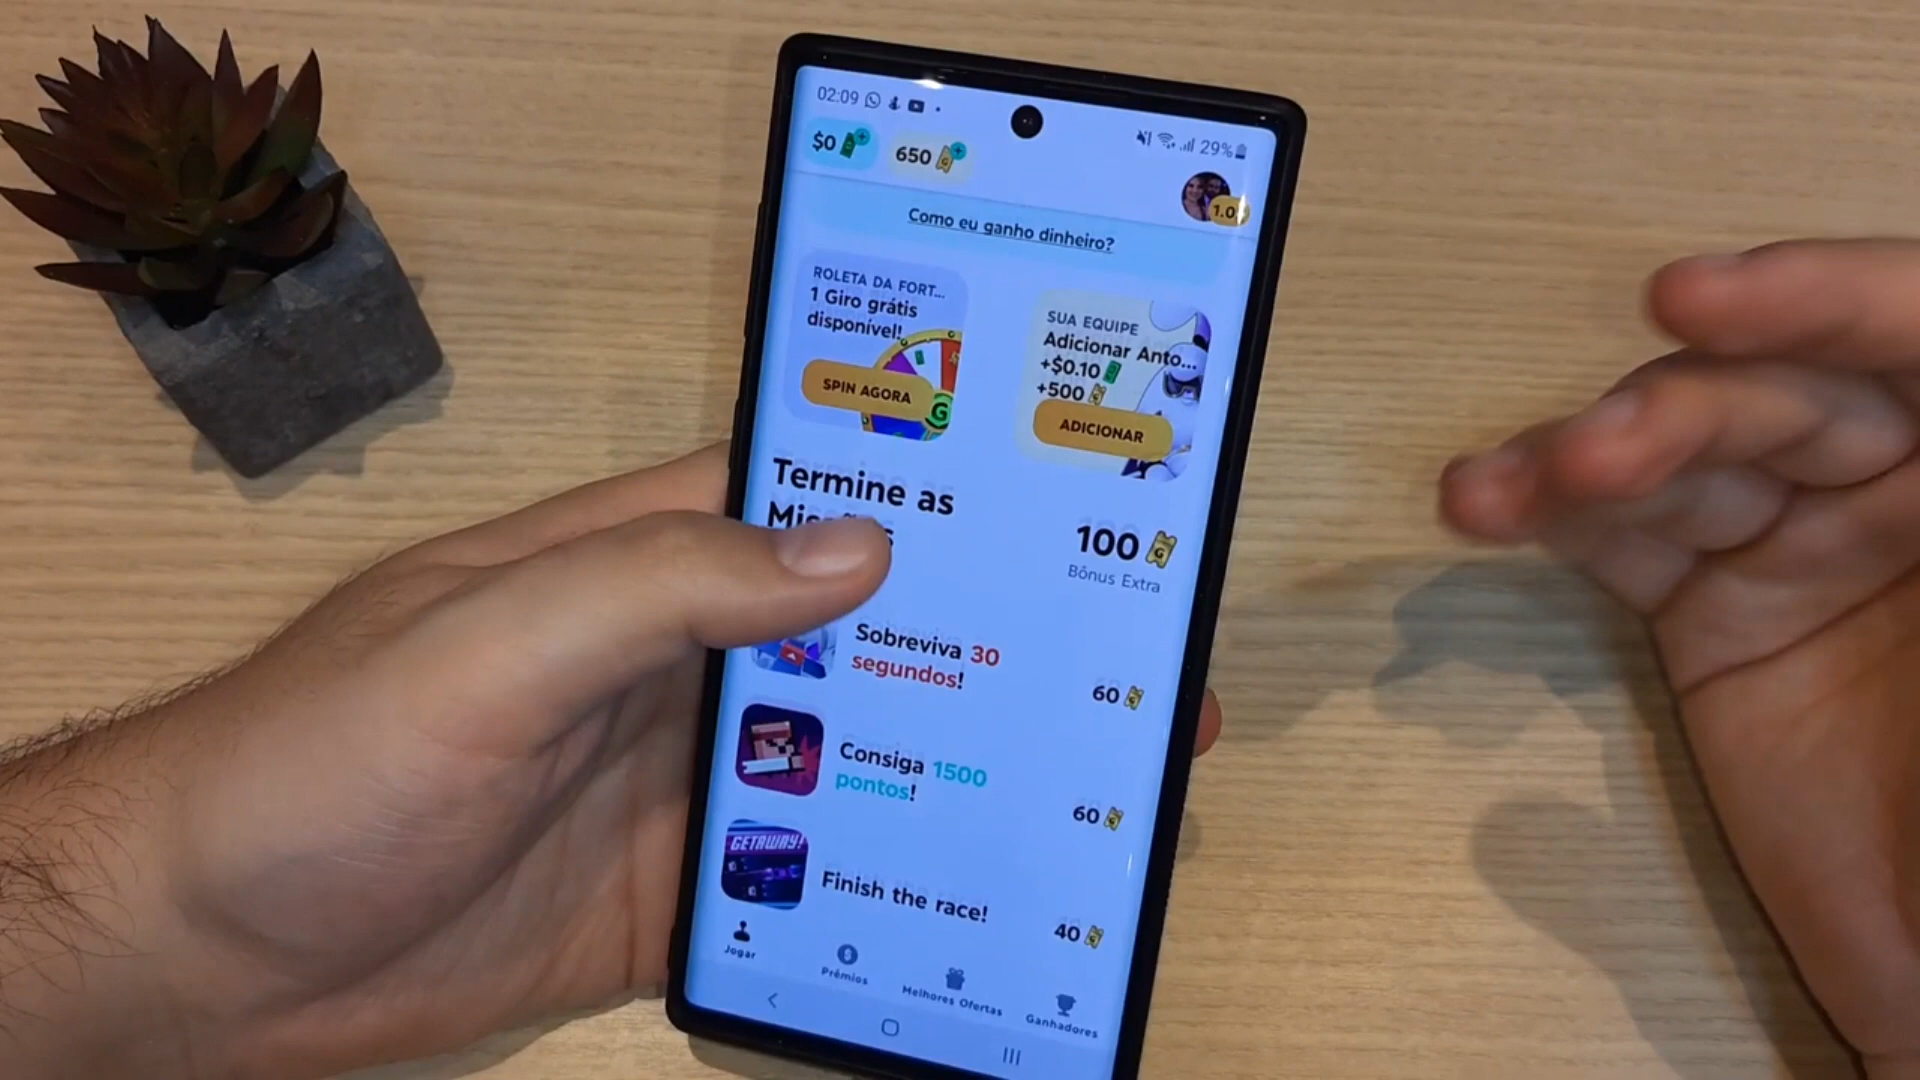 02:09
29%
$0
650
1.0
Como eu ganho dinheiro?
ROLETA DA FORT...
1 Giro grátis
disponível!
SPIN AGORA
SUA EQUIPE
Adicionar Anto...
+$0.10
+500
ADICIONAR
Termine as
100
Bônus Extra
Sobreviva 30
segundos!
60
Consiga 1500
pontos!
60
GETAWAY!
Finish the race!
40
Jogar
Prêmios
Melhores Ofertas
Ganhadores